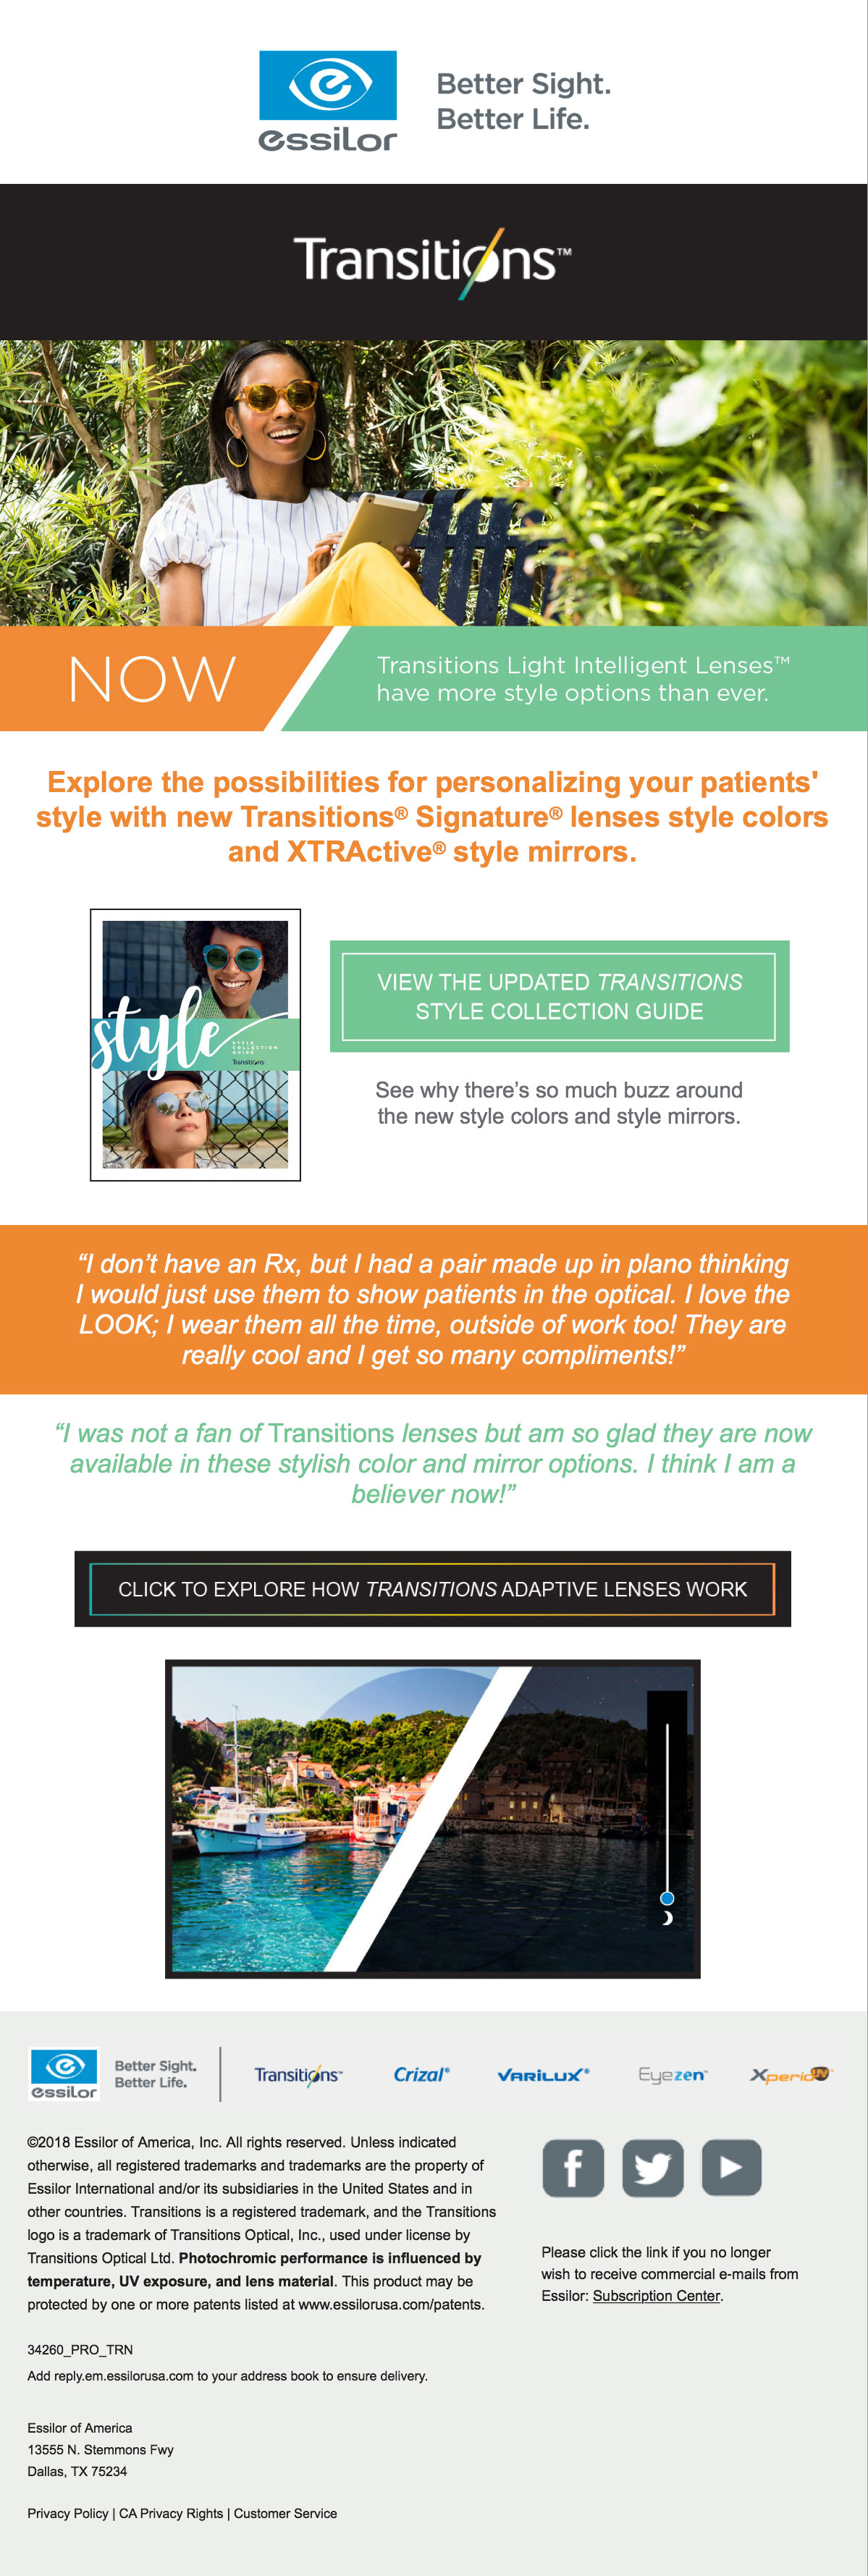 essilor
Better Sight.
Better Life.
Transitions™
NOW
Transitions Light Intelligent Lenses™
have more style options than ever.
Explore the possibilities for personalizing your patients'
style with new Transitions® Signature® lenses style colors
and XTRActive® style mirrors.
style
STYLE
COLLECTION
GUIDE
Transitions
VIEW THE UPDATED TRANSITIONS
STYLE COLLECTION GUIDE
See why there's so much buzz around
the new style colors and style mirrors.
“I don’t have an Rx, but I had a pair made up in plano thinking
I would just use them to show patients in the optical. I love the
LOOK; I wear them all the time, outside of work too! They are
really cool and I get so many compliments!”
“I was not a fan of Transitions lenses but am so glad they are now
available in these stylish color and mirror options. I think I am a
believer now!”
CLICK TO EXPLORE HOW TRANSITIONS ADAPTIVE LENSES WORK
essilor
Better Sight.
Better Life.
Transitions™
Crizal®
VARILUX®
Eyezen™
Xperio UV™
©2018 Essilor of America, Inc. All rights reserved. Unless indicated
otherwise, all registered trademarks and trademarks are the property of
Essilor International and/or its subsidiaries in the United States and in
other countries. Transitions is a registered trademark, and the Transitions
logo is a trademark of Transitions Optical, Inc., used under license by
Transitions Optical Ltd. Photochromic performance is influenced by
temperature, UV exposure, and lens material. This product may be
protected by one or more patents listed at www.essilorusa.com/patents.
Please click the link if you no longer
wish to receive commercial e-mails from
Essilor: Subscription Center.
34260_PRO_TRN
Add reply.em.essilorusa.com to your address book to ensure delivery.
Essilor of America
13555 N. Stemmons Fwy
Dallas, TX 75234
Privacy Policy | CA Privacy Rights | Customer Service